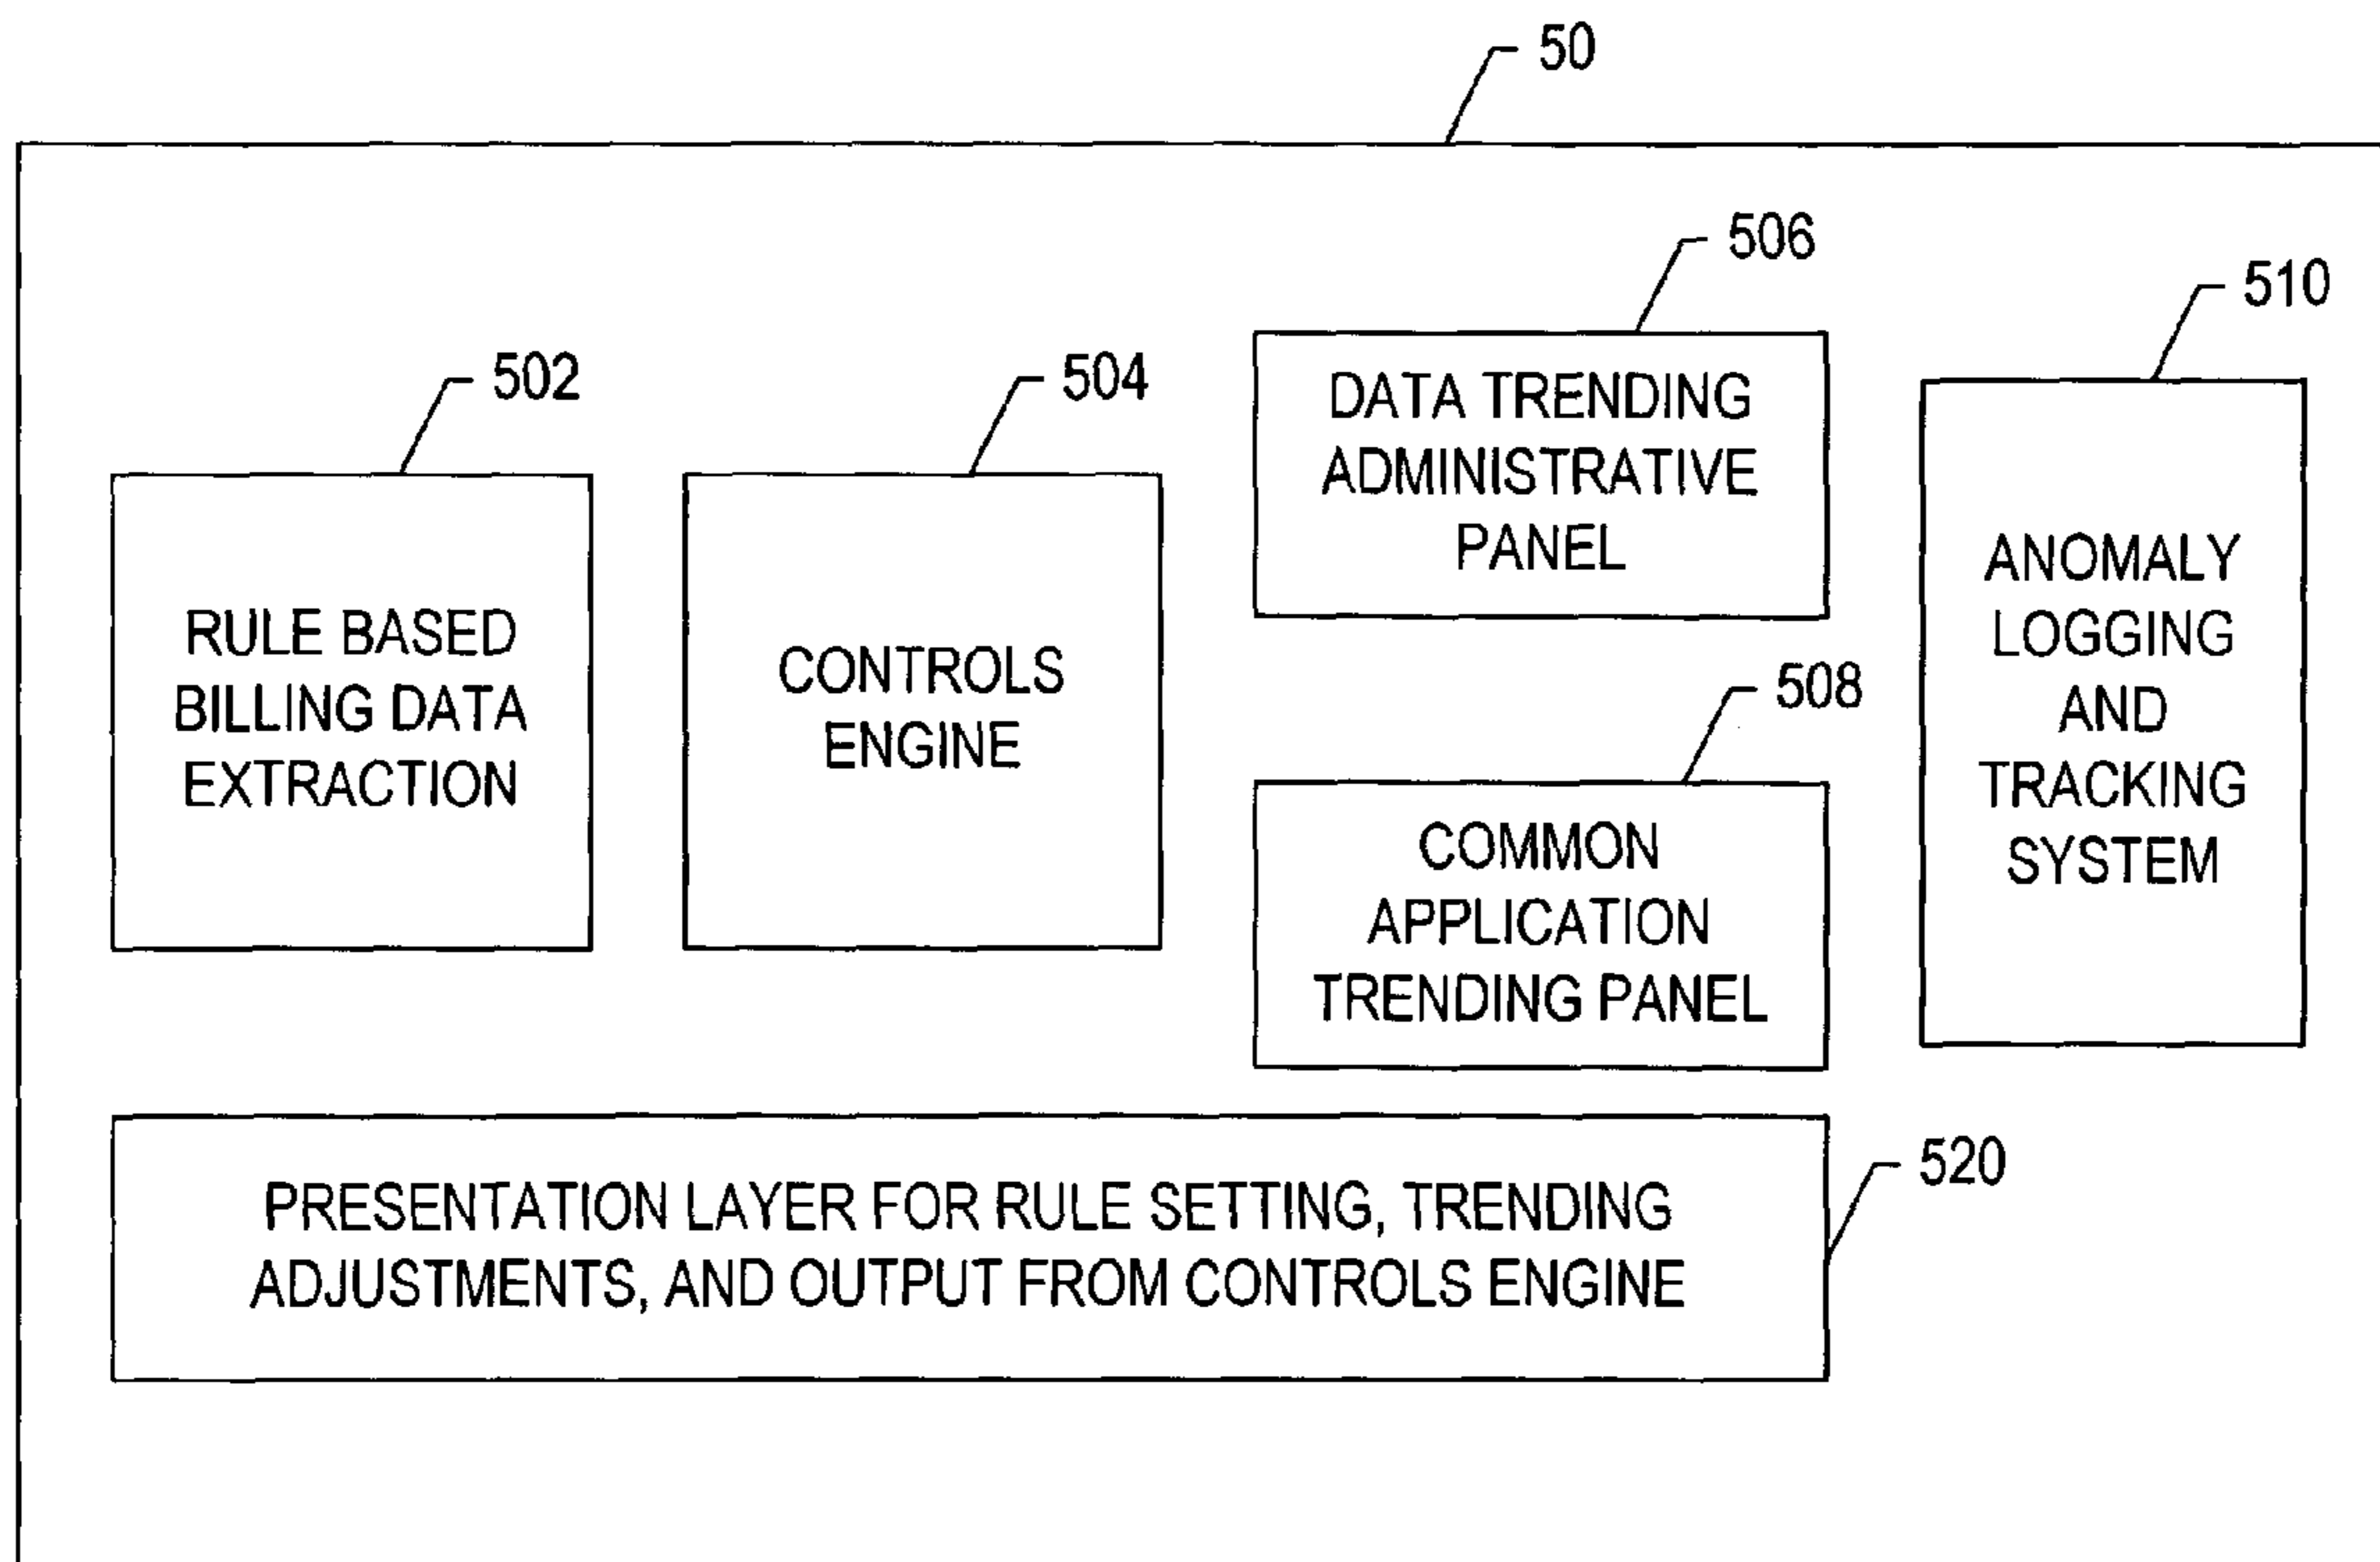 50
506
510
502
504
DATA TRENDING
ADMINISTRATIVE
PANEL
RULE BASED
BILLING DATA
EXTRACTION
CONTROLS
ENGINE
508
COMMON
APPLICATION
TRENDING PANEL
ANOMALY
LOGGING
AND
TRACKING
SYSTEM
520
PRESENTATION LAYER FOR RULE SETTING, TRENDING
ADJUSTMENTS, AND OUTPUT FROM CONTROLS ENGINE